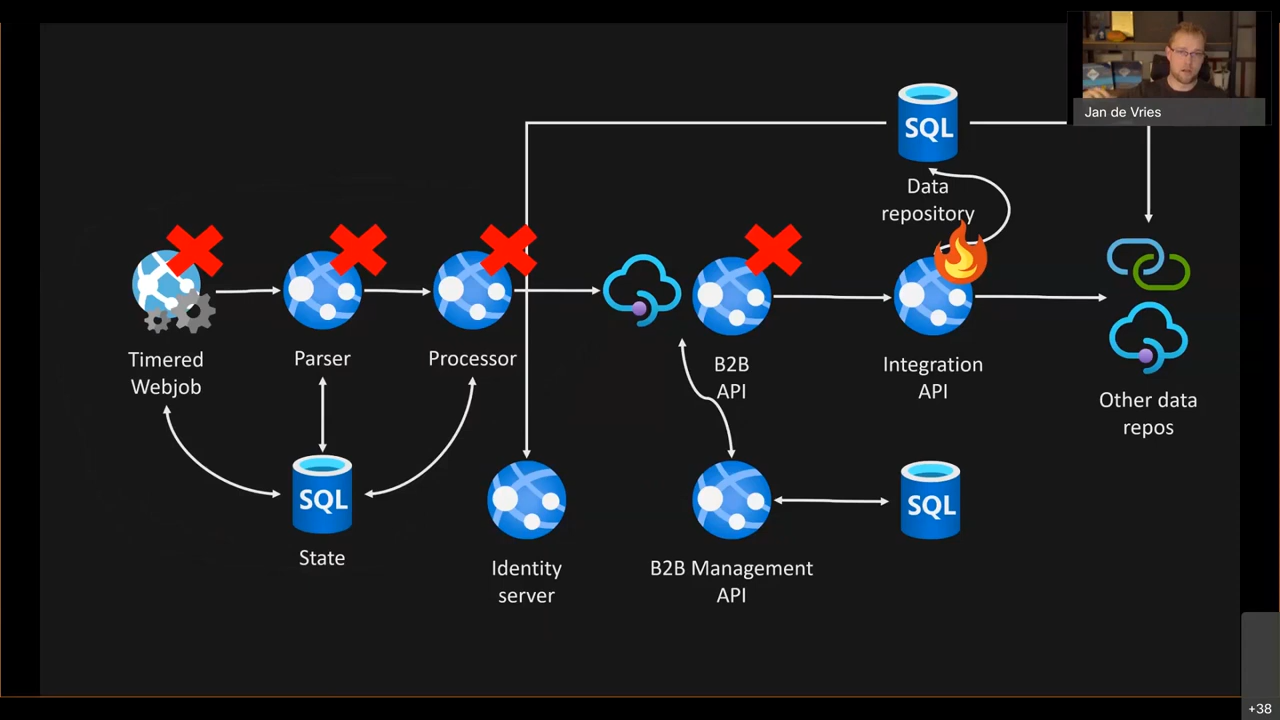 Jan de Vries
SQL
Data
repository
Timered
Webjob
Parser
Processor
B2B
API
Integration
API
Other data
repos
SQL
State
Identity
server
B2B Management
API
SQL
+38